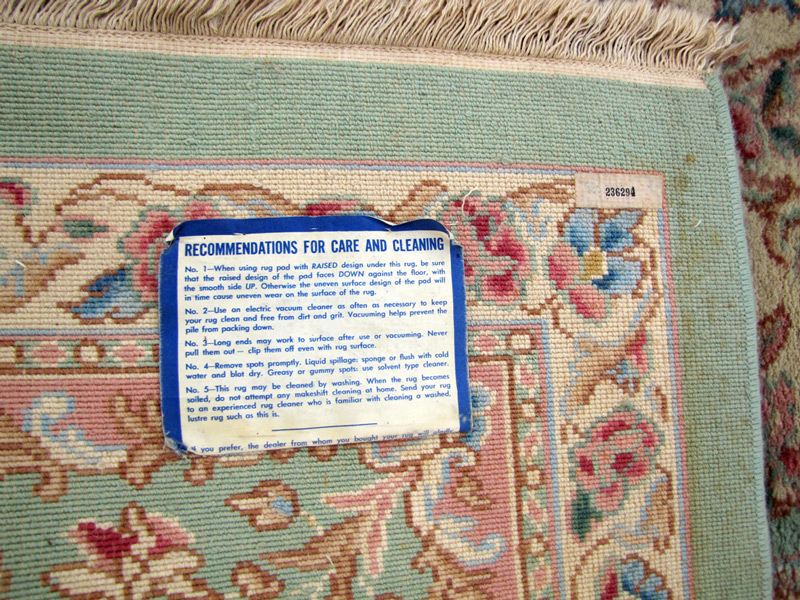 236294
RECOMMENDATIONS FOR CARE AND CLEANING
No. 1—When using rug pad with RAISED design under this rug, be sure
that the raised design of the pad faces DOWN against the floor, with
the smooth side UP. Otherwise the uneven surface design of the pad will
in time cause uneven wear on the surface of the rug.
No. 2—Use an electric vacuum cleaner as often as necessary to keep
your rug clean and free from dirt and grit. Vacuuming helps prevent the
pile from packing down.
No. 3—Long ends may work to surface after use or vacuuming. Never
pull them out — clip them off even with rug surface.
No. 4—Remove spots promptly. Liquid spillage: sponge or flush with cold
water and blot dry. Greasy or gummy spots: use solvent type cleaner.
No. 5—This rug may be cleaned by washing. When the rug becomes
soiled, do not attempt any makeshift cleaning at home. Send your rug
to an experienced rug cleaner who is familiar with cleaning a washed,
lustre rug such as this is.
you prefer, the dealer from whom you bought your rug will